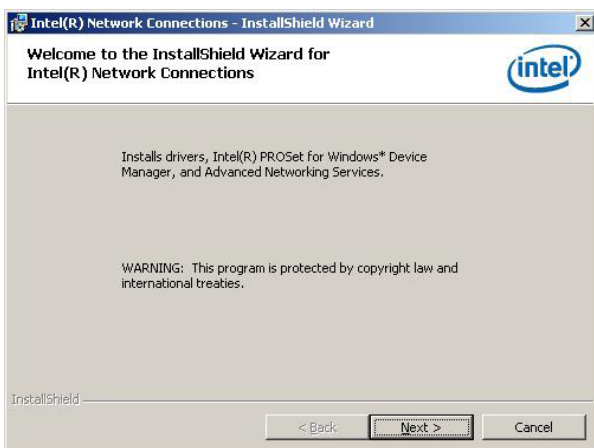 Intel(R) Network Connections - InstallShield Wizard
Welcome to the InstallShield Wizard for
Intel(R) Network Connections
intel
Installs drivers, Intel(R) PROSet for Windows* Device
Manager, and Advanced Networking Services.
WARNING: This program is protected by copyright law and
international treaties.
InstallShield
< Back
Next >
Cancel